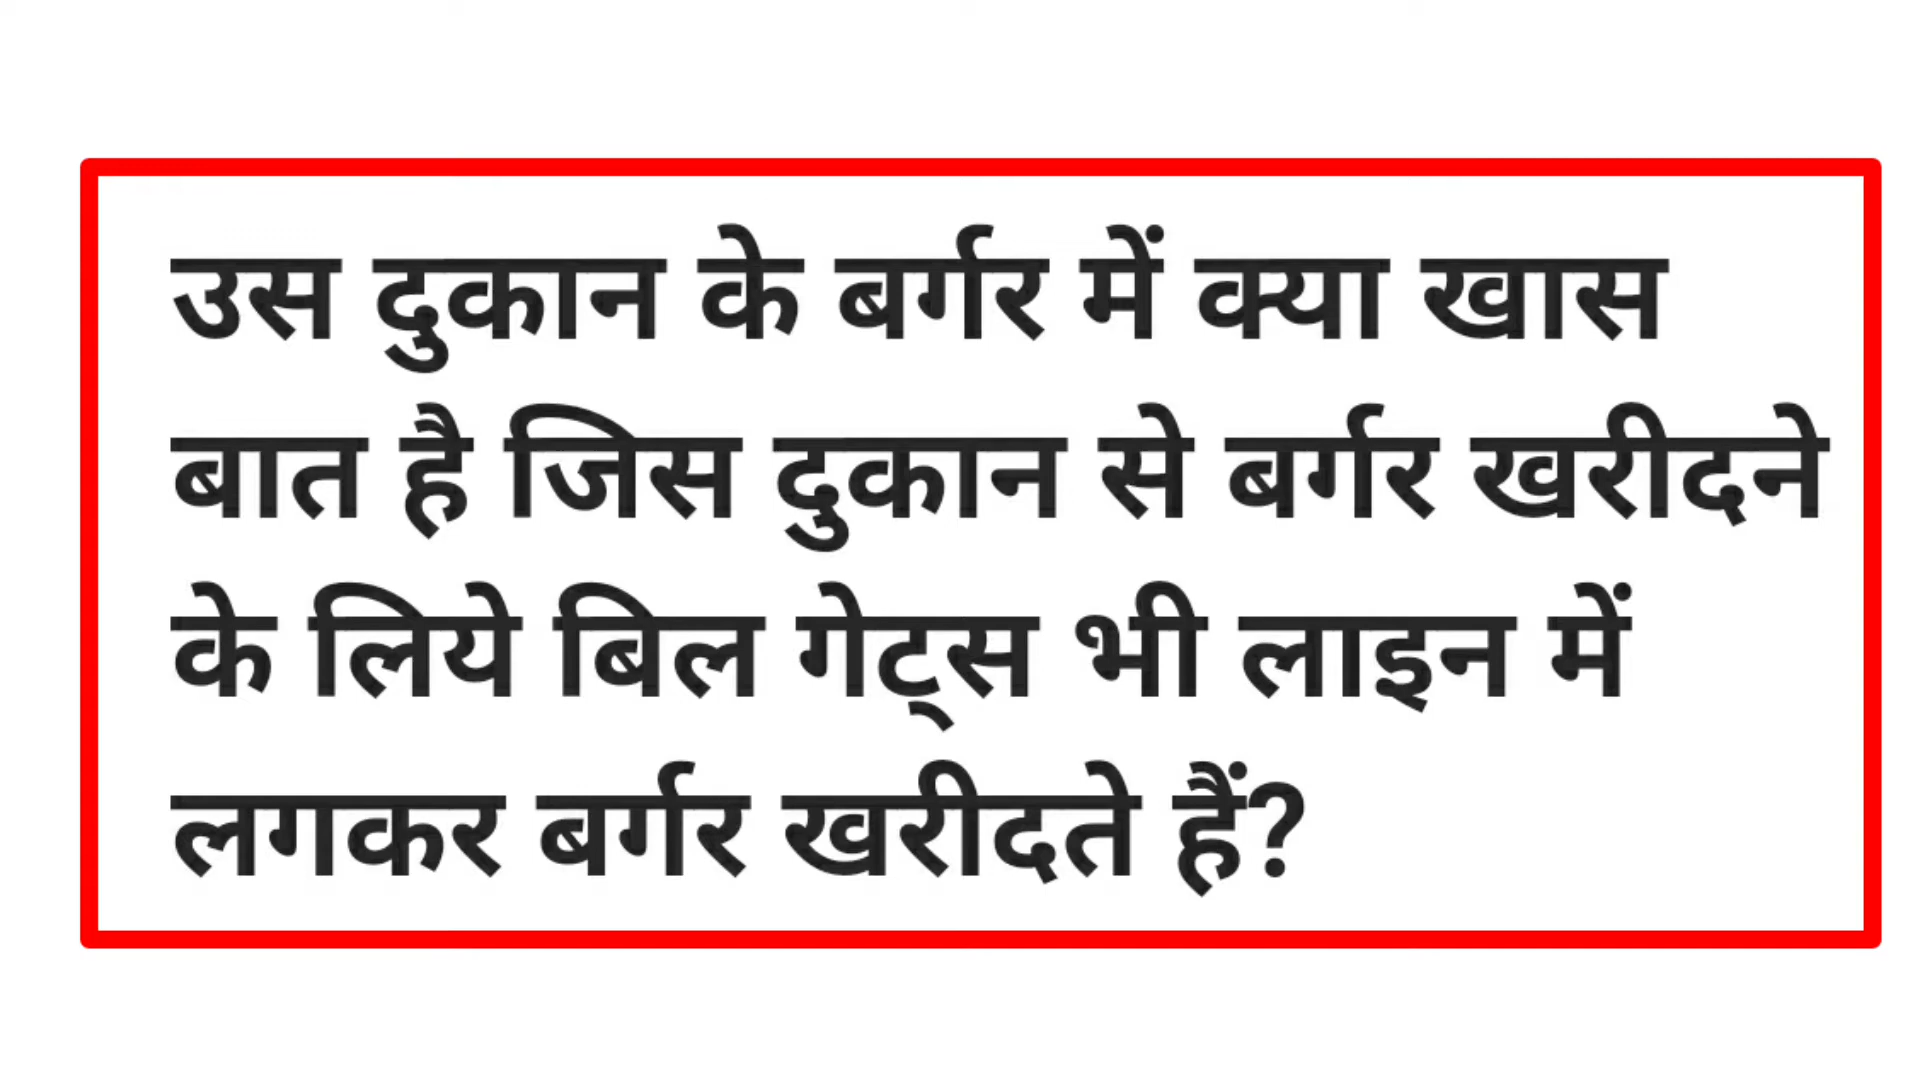 उस दुकान के बर्गर में क्या खास
बात है जिस दुकान से बर्गर खरीदने
के लिये बिल गेट्स भी लाइन में
लगकर बर्गर खरीदते हैं?